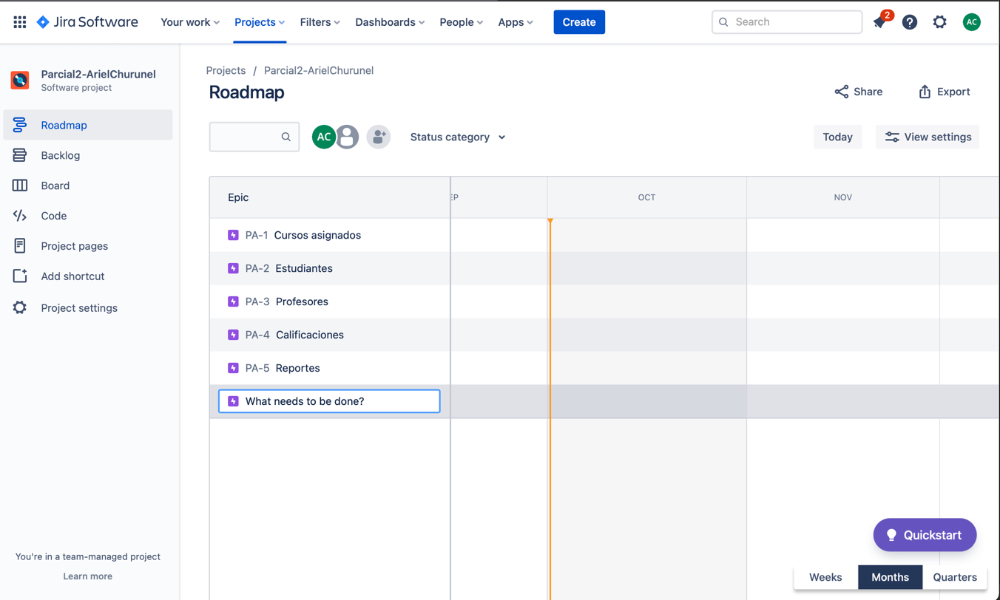 Jira Software Your work Projects Filters Dashboards People Apps Create Search 2 AC
Parcial2-ArielChurunel
Software project
Roadmap
Backlog
Board
Code
Project pages
Add shortcut
Project settings
You're in a team-managed project
Learn more
Projects / Parcial2-ArielChurunel
Roadmap
Share Export
AC Status category Today View settings
Epic EP OCT NOV
PA-1 Cursos asignados
PA-2 Estudiantes
PA-3 Profesores
PA-4 Calificaciones
PA-5 Reportes
What needs to be done?
Quickstart
Weeks Months Quarters